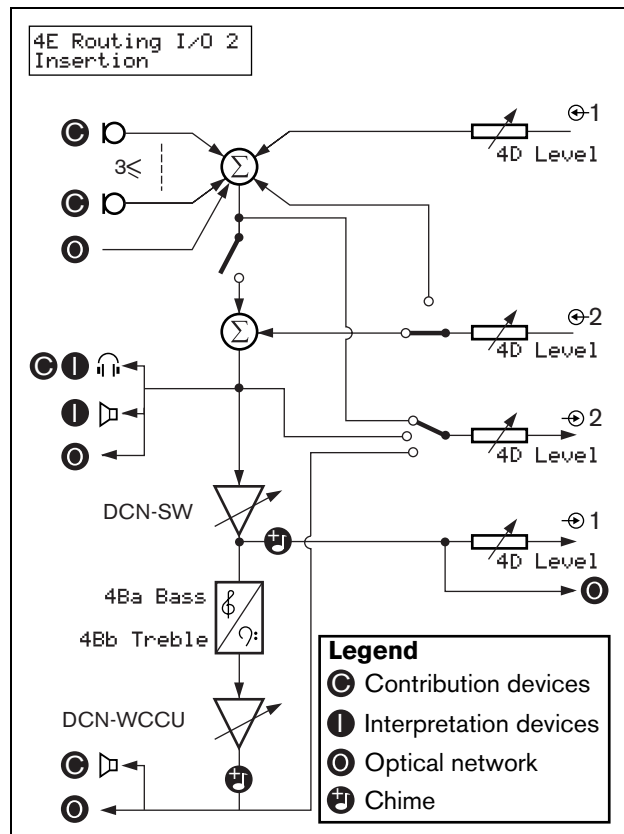 4E Routing I/O 2
Insertion
C
1
4D Level
3≤
Σ
C
O
2
4D Level
Σ
C I
I
2
4D Level
O
DCN-SW
1
4D Level
O
4Ba Bass
4Bb Treble
Legend
C Contribution devices
I Interpretation devices
O Optical network
Chime
DCN-WCCU
C
O